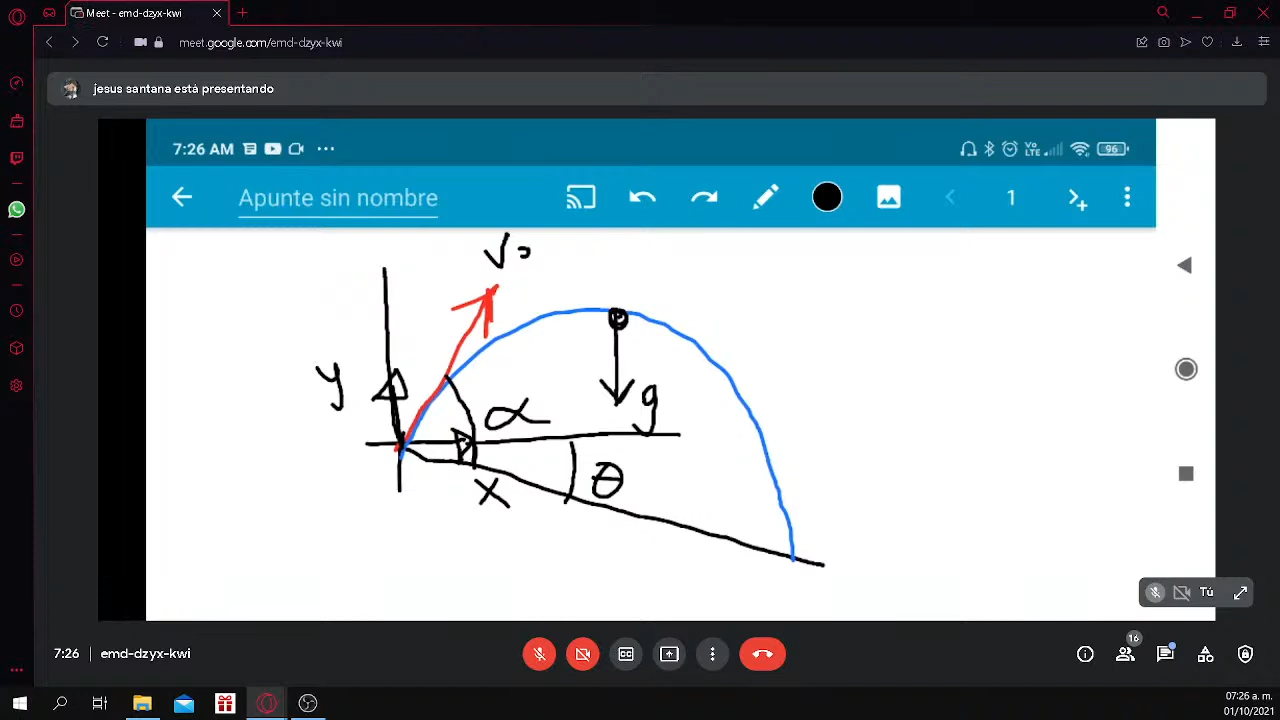 Meet - emd-dzyx-kwi
meet.google.com/emd-dzyx-kwi
jesus santana está presentando
7:26 AM
Vo LTE
96
Apunte sin nombre
1
y
α
g
θ
x
Tú
7:26 | emd-dzyx-kwi
16
07:26 a. m.
01/10/2021